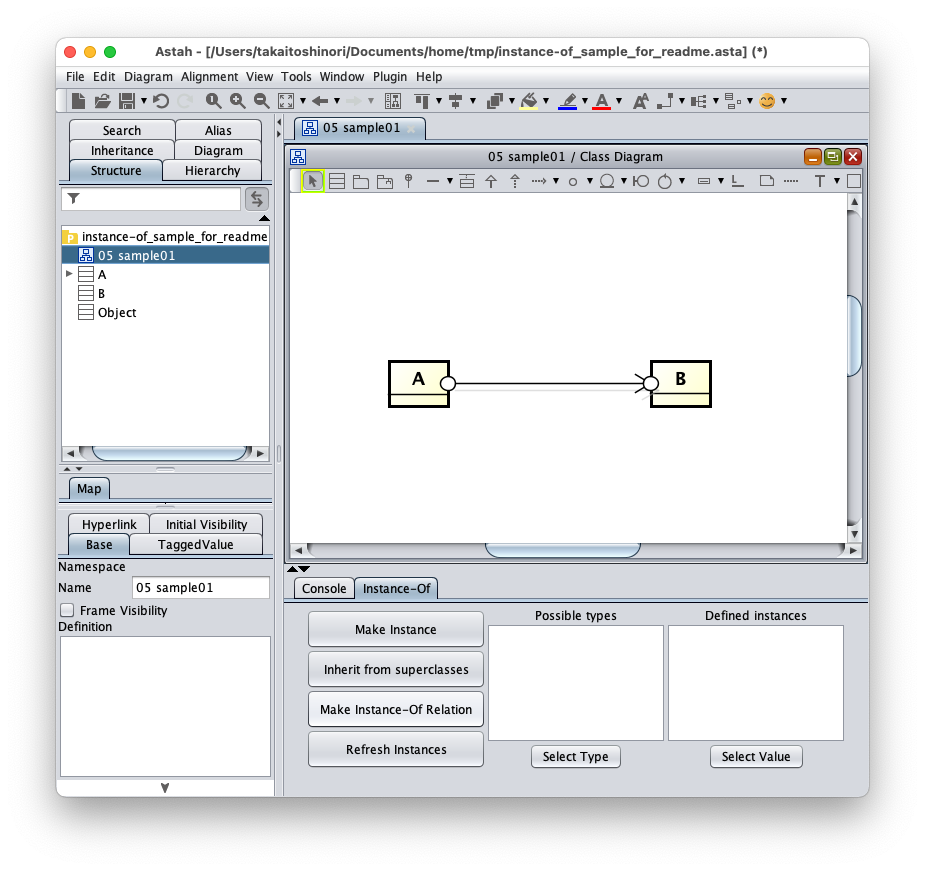 Astah - [/Users/takaitoshinori/Documents/home/tmp/instance-of_sample_for_readme.asta] (*)
File Edit Diagram Alignment View Tools Window Plugin Help
Search Alias
Inheritance Diagram
Structure Hierarchy
instance-of_sample_for_readme
05 sample01
A
B
Object
Map
Hyperlink Initial Visibility
Base TaggedValue
Namespace
Name 05 sample01
Frame Visibility
Definition
05 sample01
05 sample01 / Class Diagram
A B
Console Instance-Of
Make Instance
Inherit from superclasses
Make Instance-Of Relation
Refresh Instances
Possible types
Select Type
Defined instances
Select Value